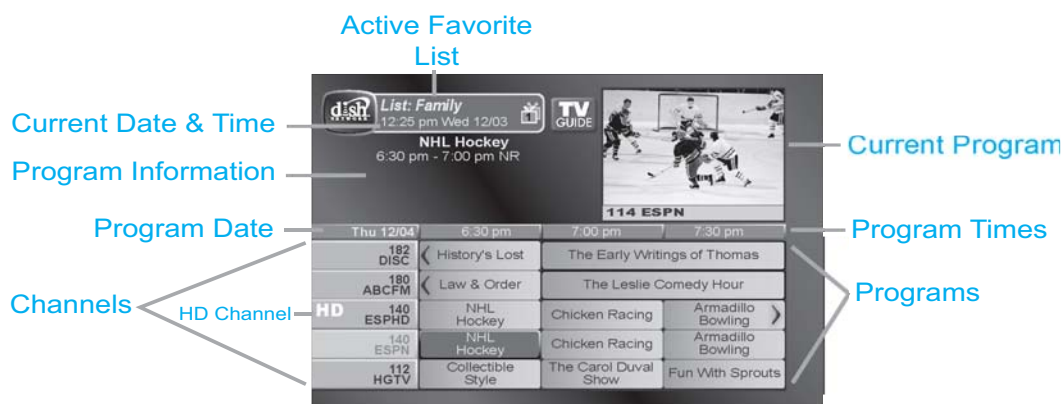 Active Favorite
List
dish
NETWORK
List: Family
12:25 pm Wed 12/03
1
TV
GUIDE
Current Date & Time
NHL Hockey
6:30 pm - 7:00 pm NR
Current Program
Program Information
114 ESPN
Program Date
Thu 12/04
6:30 pm
7:00 pm
7:30 pm
Program Times
182
DISC
History's Lost
The Early Writings of Thomas
180
ABCFM
Law & Order
The Leslie Comedy Hour
Channels
HD Channel
HD
140
ESPHD
NHL
Hockey
Chicken Racing
Armadillo
Bowling
Programs
140
ESPN
NHL
Hockey
Chicken Racing
Armadillo
Bowling
112
HGTV
Collectible
Style
The Carol Duval
Show
Fun With Sprouts